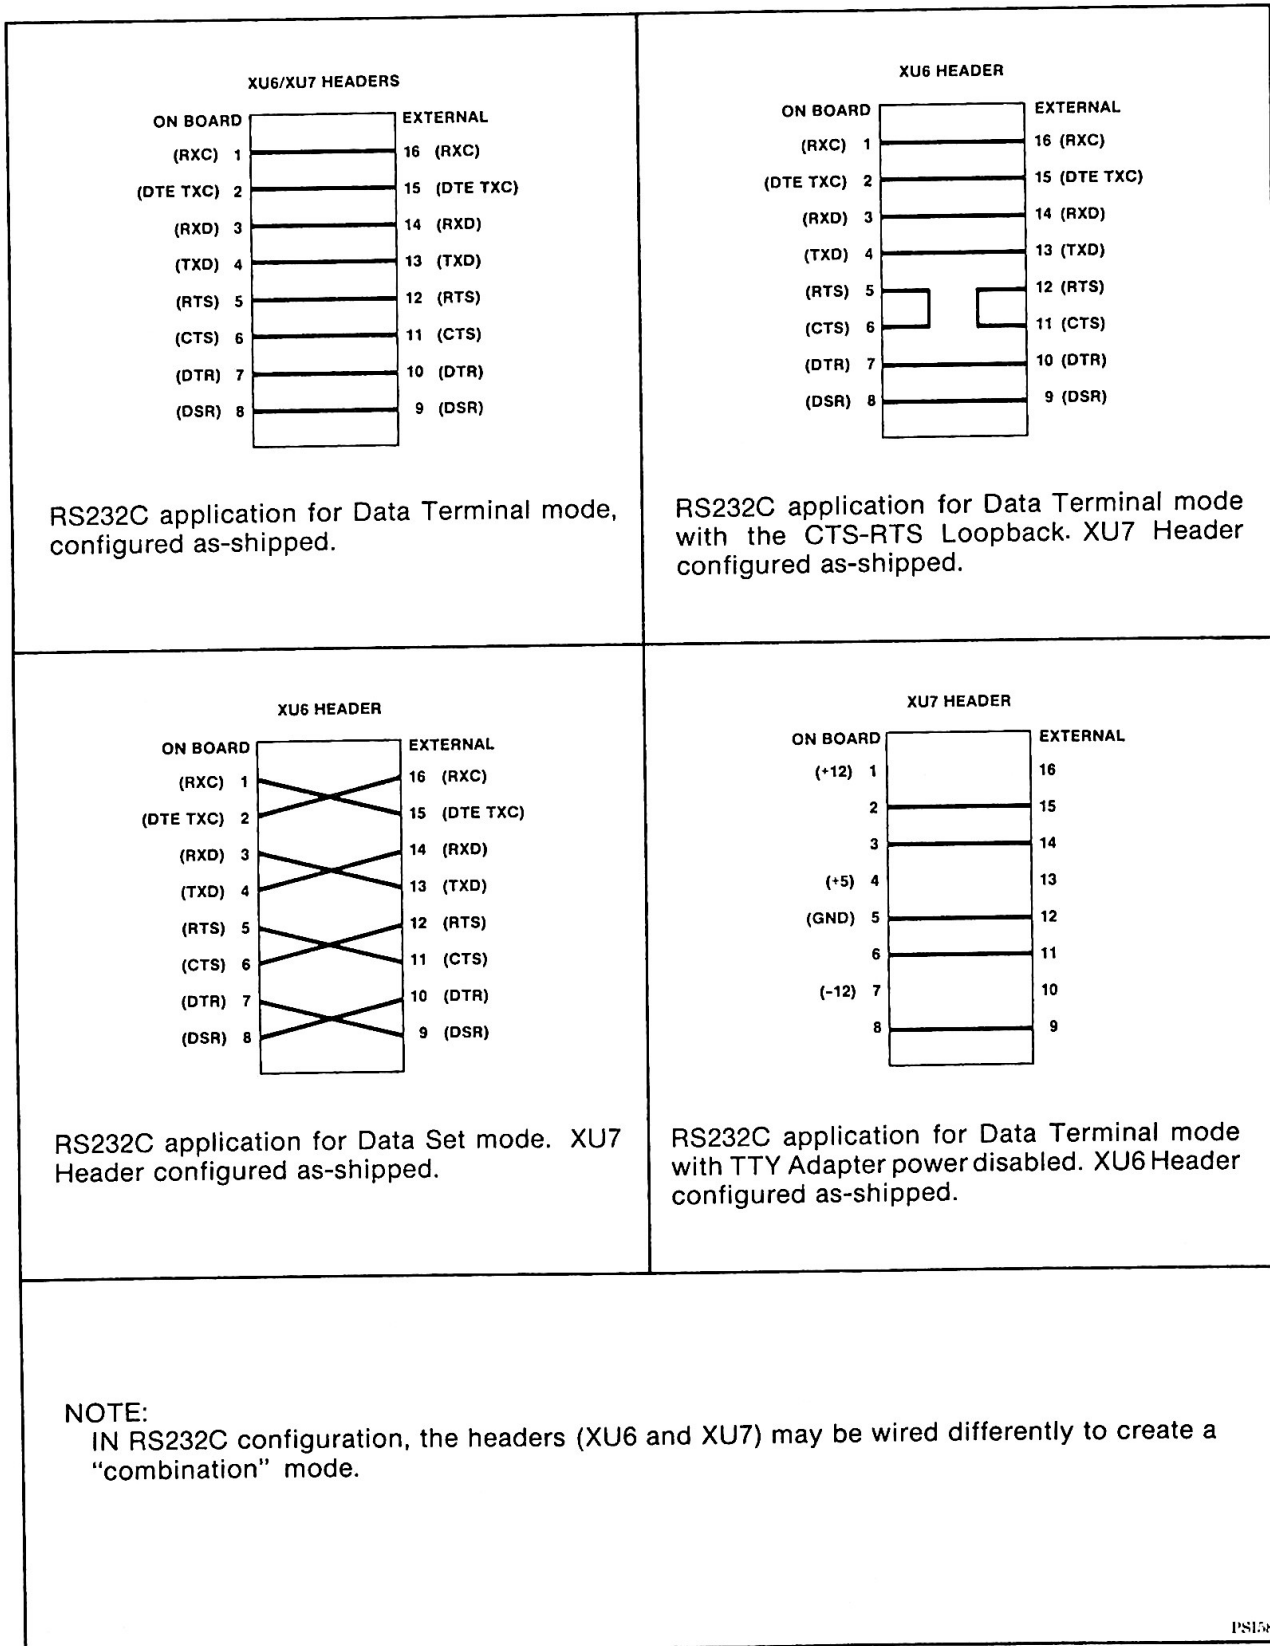 XU6/XU7 HEADERS
ON BOARD EXTERNAL
(RXC) 1 16 (RXC)
(DTE TXC) 2 15 (DTE TXC)
(RXD) 3 14 (RXD)
(TXD) 4 13 (TXD)
(RTS) 5 12 (RTS)
(CTS) 6 11 (CTS)
(DTR) 7 10 (DTR)
(DSR) 8 9 (DSR)
RS232C application for Data Terminal mode,
configured as-shipped.
XU6 HEADER
ON BOARD EXTERNAL
(RXC) 1 16 (RXC)
(DTE TXC) 2 15 (DTE TXC)
(RXD) 3 14 (RXD)
(TXD) 4 13 (TXD)
(RTS) 5 12 (RTS)
(CTS) 6 11 (CTS)
(DTR) 7 10 (DTR)
(DSR) 8 9 (DSR)
RS232C application for Data Terminal mode
with the CTS-RTS Loopback. XU7 Header
configured as-shipped.
XU6 HEADER
ON BOARD EXTERNAL
(RXC) 1 16 (RXC)
(DTE TXC) 2 15 (DTE TXC)
(RXD) 3 14 (RXD)
(TXD) 4 13 (TXD)
(RTS) 5 12 (RTS)
(CTS) 6 11 (CTS)
(DTR) 7 10 (DTR)
(DSR) 8 9 (DSR)
RS232C application for Data Set mode. XU7
Header configured as-shipped.
XU7 HEADER
ON BOARD EXTERNAL
(+12) 1 16
2 15
3 14
(+5) 4 13
(GND) 5 12
6 11
(-12) 7 10
8 9
RS232C application for Data Terminal mode
with TTY Adapter power disabled. XU6 Header
configured as-shipped.
NOTE:
IN RS232C configuration, the headers (XU6 and XU7) may be wired differently to create a
"combination" mode.